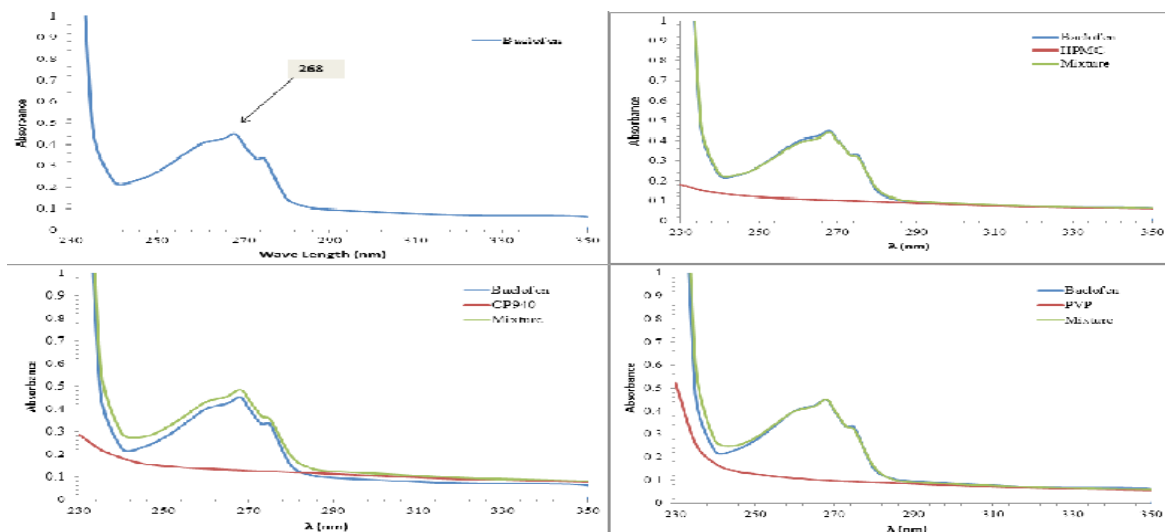 1
0.9
0.8
0.7
0.6
0.5
0.4
0.3
0.2
0.1
0
Absorbance
268
Baclofen
230 250 270 290 310 330 350
Wave Length (nm)
1
0.9
0.8
0.7
0.6
0.5
0.4
0.3
0.2
0.1
0
Absorbance
Baclofen
HPMC
Mixture
230 250 270 290 310 330 350
λ (nm)
1
0.9
0.8
0.7
0.6
0.5
0.4
0.3
0.2
0.1
0
Absorbance
Baclofen
CP940
Mixture
230 250 270 290 310 330 350
λ (nm)
1
0.9
0.8
0.7
0.6
0.5
0.4
0.3
0.2
0.1
0
Absorbance
Baclofen
PVP
Mixture
230 250 270 290 310 330 350
λ (nm)